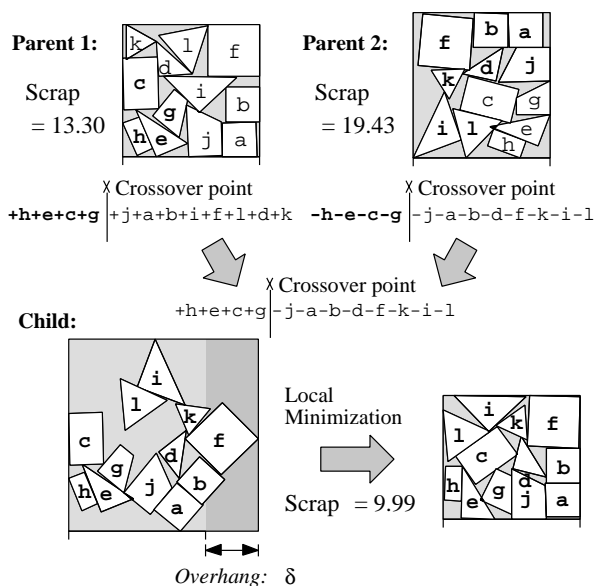 Parent 1:
Scrap
= 13.30
k
l
f
d
c
i
g
b
h
e
j
a
Parent 2:
Scrap
= 19.43
f
b
a
d
j
k
c
g
i
l
e
h
Crossover point
+h+e+c+g +j+a+b+i+f+l+d+k
Crossover point
-h-e-c-g -j-a-b-d-f-k-i-l
Crossover point
+h+e+c+g -j-a-b-d-f-k-i-l
Child:
i
l
k
f
c
d
g
b
h
e
j
a
Overhang: δ
Local
Minimization
Scrap = 9.99
i
k
f
l
c
b
h
d
g
e
j
a